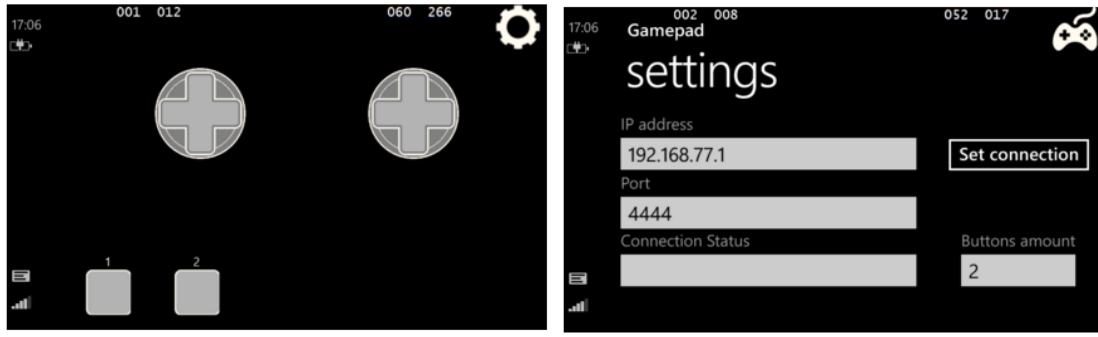 001 012 060 266
17:06
1 2
002 008 052 017
17:06
Gamepad
settings
IP address
192.168.77.1
Set connection
Port
4444
Connection Status
Buttons amount
2